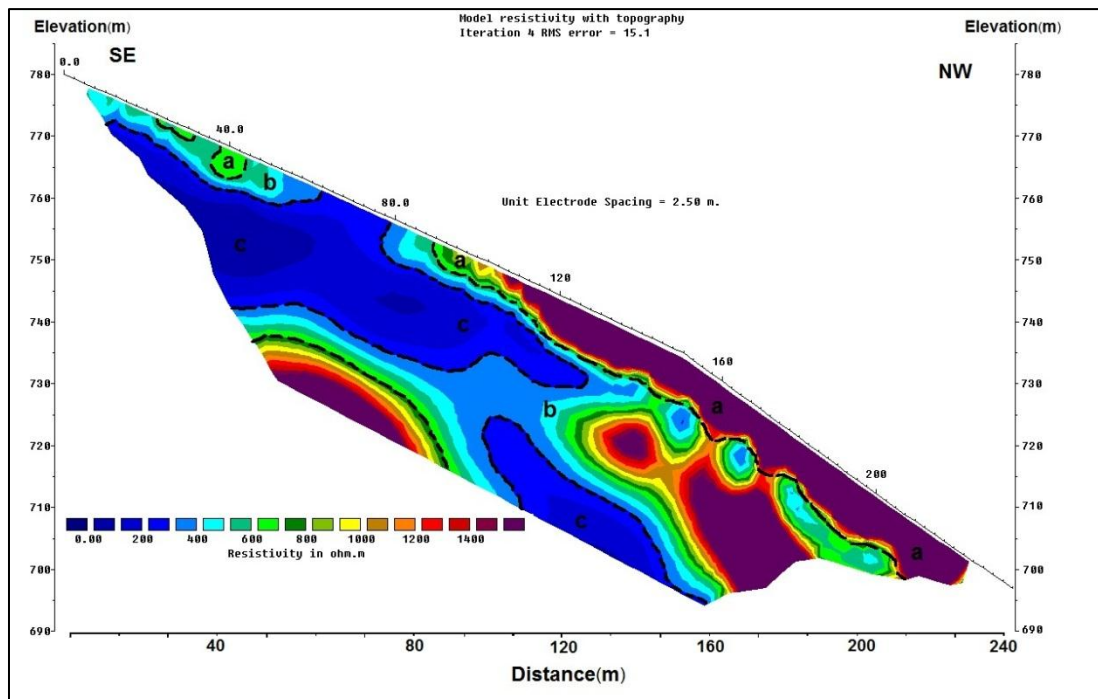 Model resistivity with topography
Iteration 4 RMS error = 15.1
Elevation(m)
Elevation(m)
SE
NW
0.0
780
780
770
770
40.0
a
b
760
760
80.0
Unit Electrode Spacing = 2.50 m.
c
a
750
750
120
740
740
c
160
730
730
b
a
720
720
200
710
710
c
0.00 200 400 600 800 1000 1200 1400
Resistivity in ohm.m
a
700
700
690
690
40 80 120 160 200 240
Distance(m)